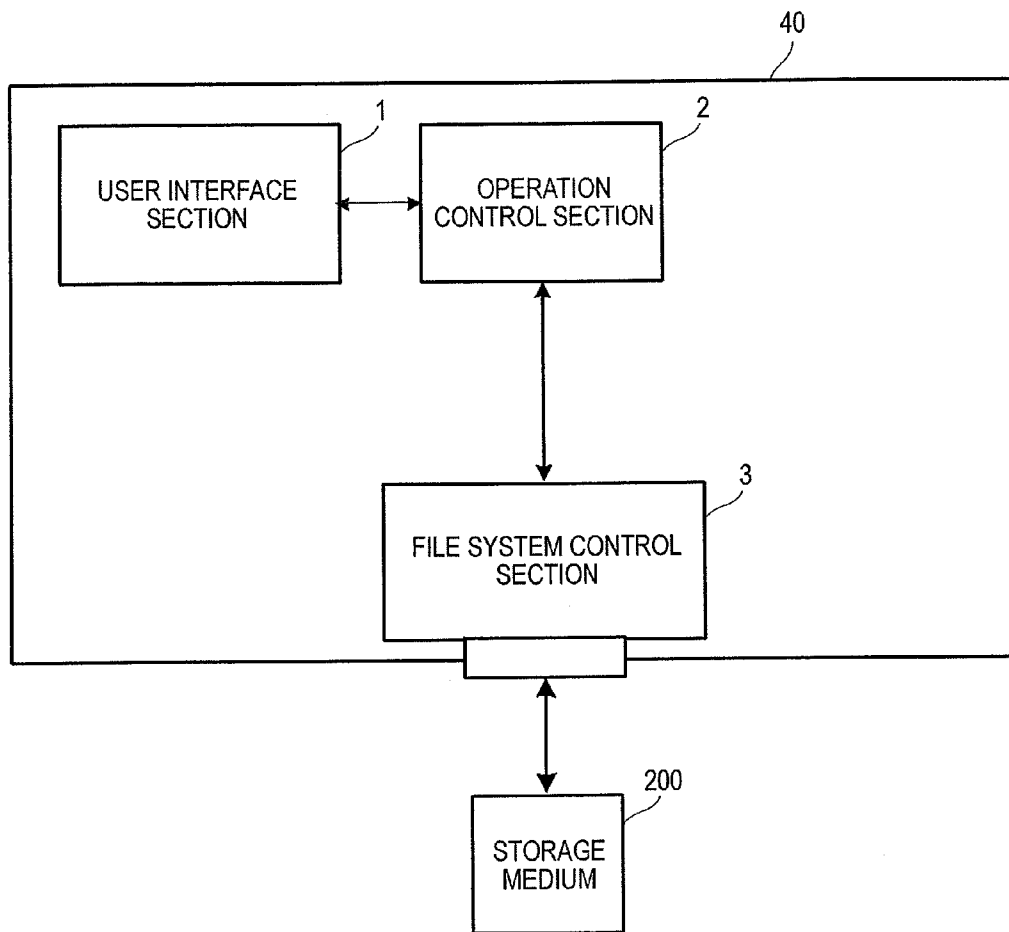 40
1
2
USER INTERFACE
SECTION
OPERATION
CONTROL SECTION
3
FILE SYSTEM CONTROL
SECTION
200
STORAGE
MEDIUM